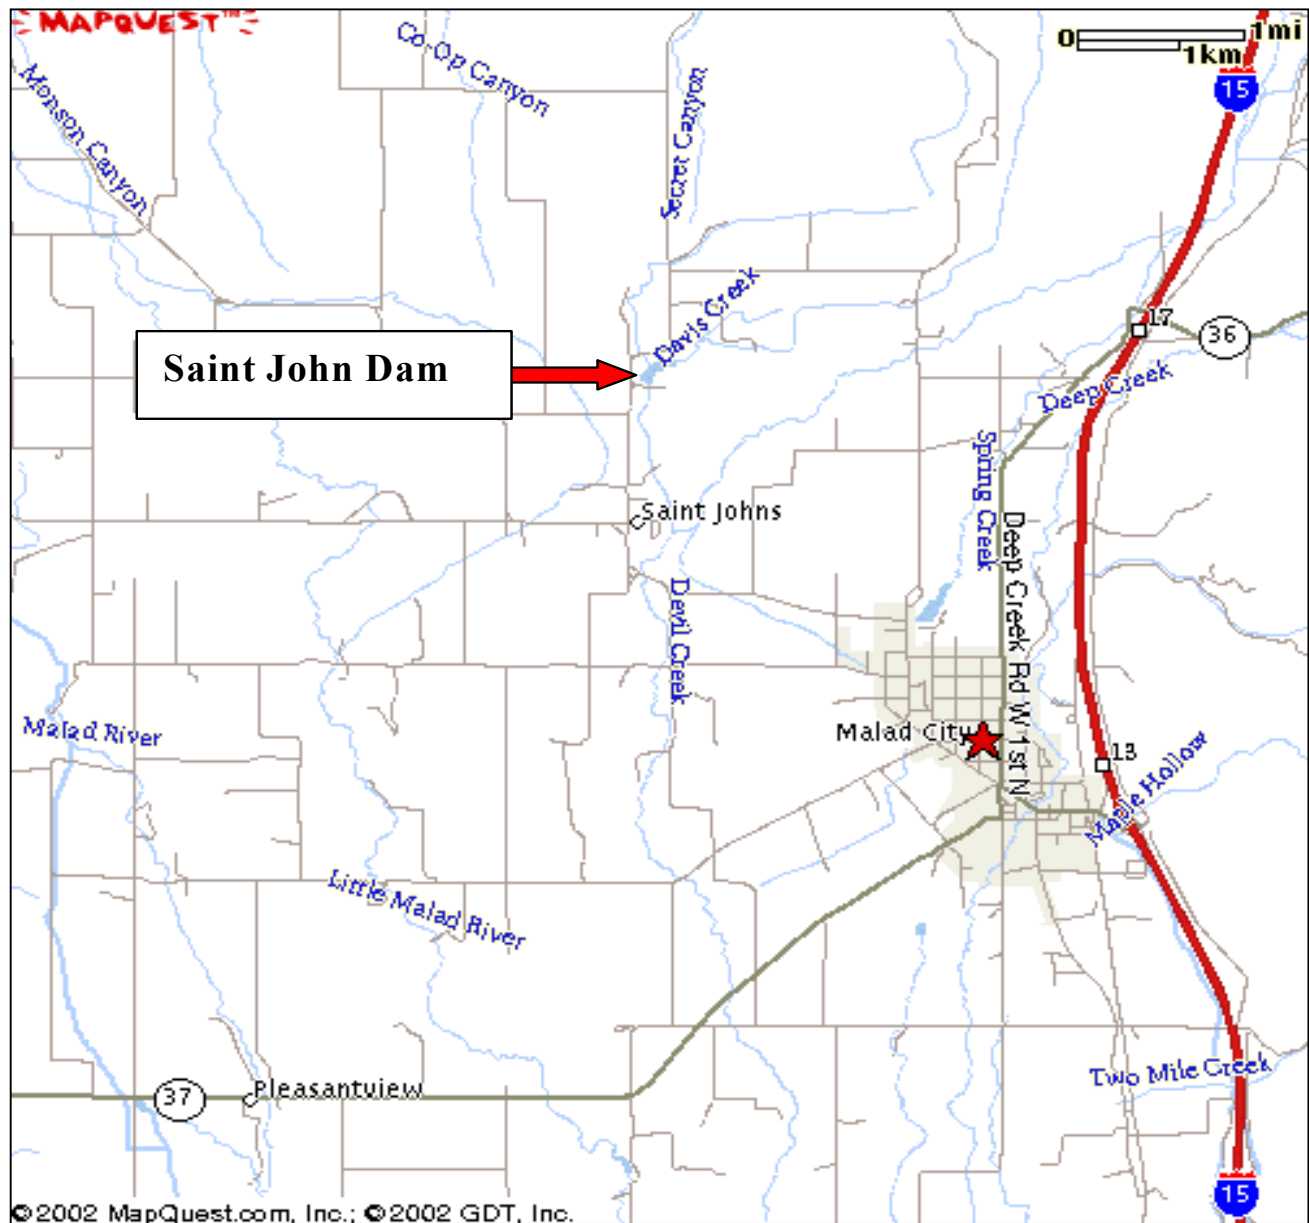 MAPQUEST™
0
1mi
1km
15
Co-Op Canyon
Monson Canyon
Secret Canyon
Davis Creek
17
36
Saint John Dam
Deep Creek
Spring Creek
Saint Johns
Deep Creek Rd W 1st N
Devil Creek
Malad River
Malad City
13
Maple Hollow
Little Malad River
Two Mile Creek
37
Pleasantview
15
©2002 MapQuest.com, Inc.; ©2002 GDT, Inc.